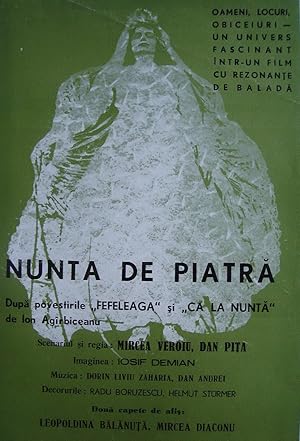 OAMENI, LOCURI,
OBICEIURI —
UN UNIVERS
FASCINANT
ÎNTR-UN FILM
CU REZONANȚE
DE BALADĂ
NUNTA DE PIATRĂ
După povestirile „FEFELEAGA" și „CA LA NUNTĂ"
de Ion Agîrbiceanu
Scenariul și regia: MIRCEA VEROIU, DAN PIȚA
Imaginea: IOSIF DEMIAN
Muzica: DORIN LIVIU ZAHARIA, DAN ANDREI
Decorurile: RADU BORUZESCU, HELMUT STÜRMER
Două capete de afiș:
LEOPOLDINA BĂLĂNUȚĂ, MIRCEA DIACONU